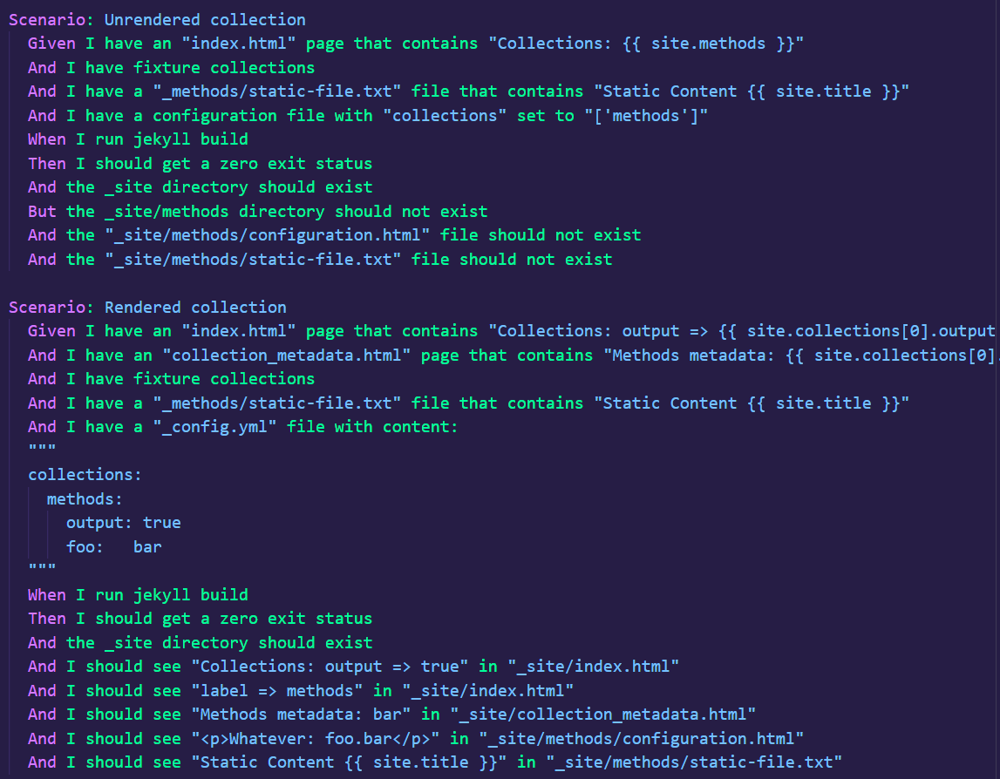 Scenario: Unrendered collection
  Given I have an "index.html" page that contains "Collections: {{ site.methods }}"
  And I have fixture collections
  And I have a "_methods/static-file.txt" file that contains "Static Content {{ site.title }}"
  And I have a configuration file with "collections" set to "['methods']"
  When I run jekyll build
  Then I should get a zero exit status
  And the _site directory should exist
  But the _site/methods directory should not exist
  And the "_site/methods/configuration.html" file should not exist
  And the "_site/methods/static-file.txt" file should not exist

Scenario: Rendered collection
  Given I have an "index.html" page that contains "Collections: output => {{ site.collections[0].output
  And I have an "collection_metadata.html" page that contains "Methods metadata: {{ site.collections[0].
  And I have fixture collections
  And I have a "_methods/static-file.txt" file that contains "Static Content {{ site.title }}"
  And I have a "_config.yml" file with content:
  """
  collections:
    methods:
      output: true
      foo:   bar
  """
  When I run jekyll build
  Then I should get a zero exit status
  And the _site directory should exist
  And I should see "Collections: output => true" in "_site/index.html"
  And I should see "label => methods" in "_site/index.html"
  And I should see "Methods metadata: bar" in "_site/collection_metadata.html"
  And I should see "<p>Whatever: foo.bar</p>" in "_site/methods/configuration.html"
  And I should see "Static Content {{ site.title }}" in "_site/methods/static-file.txt"